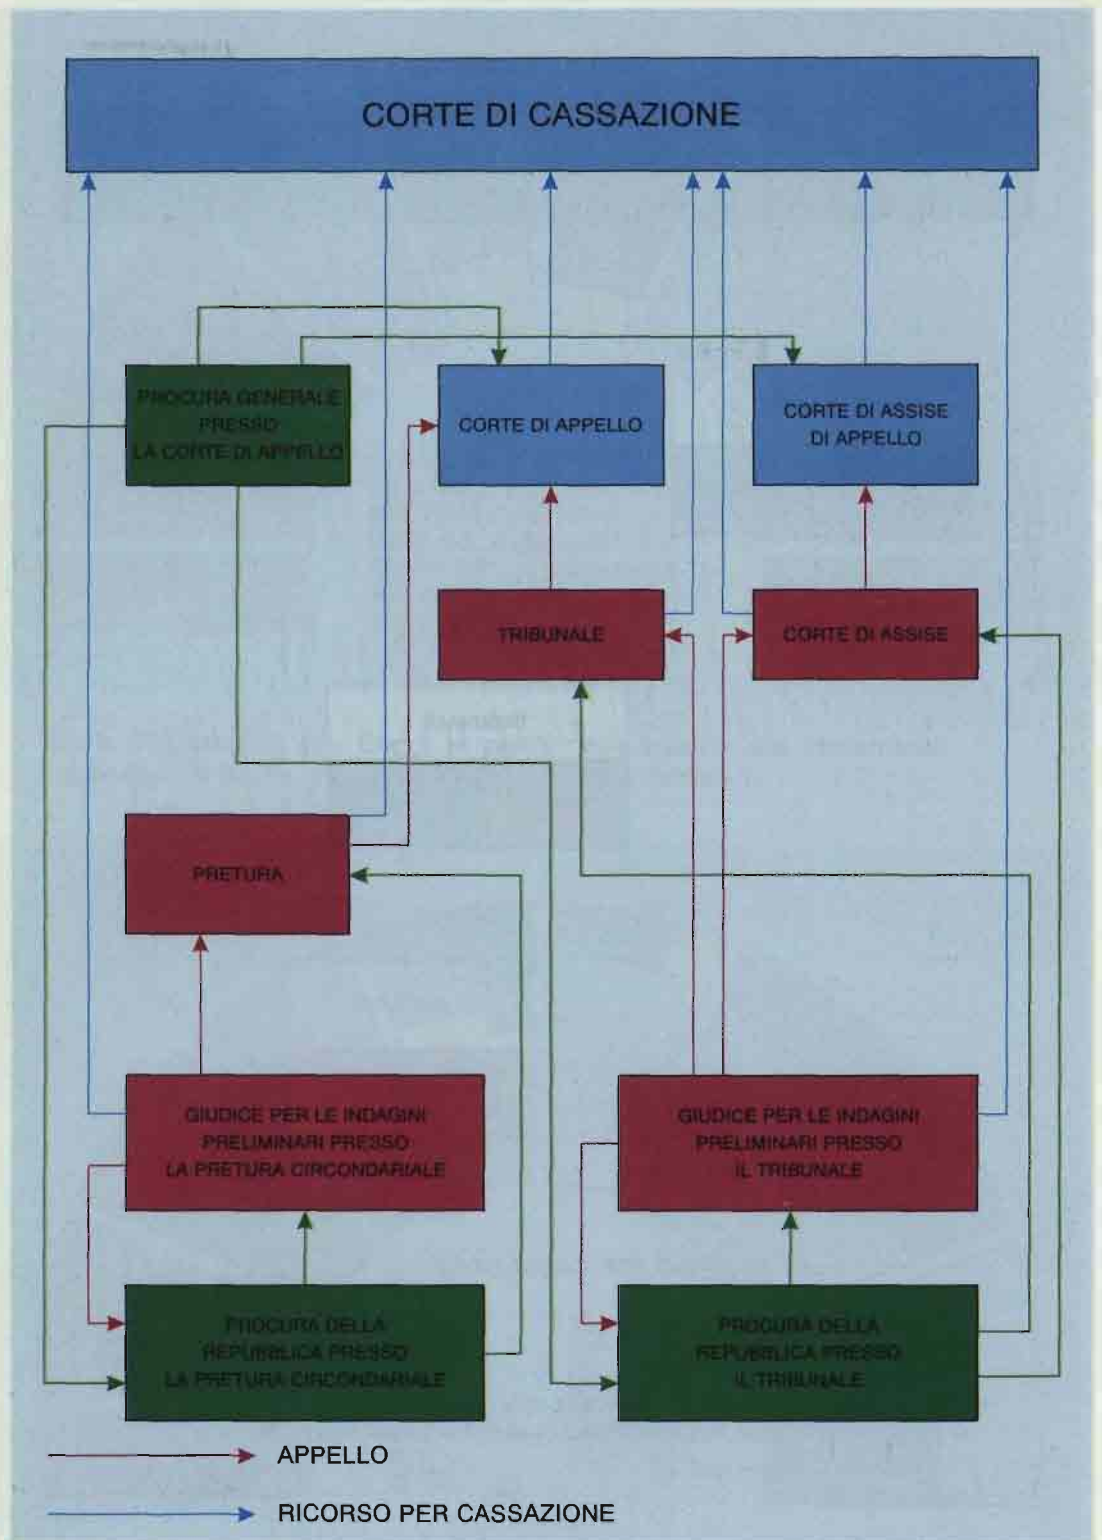 CORTE DI CASSAZIONE
PROCURA GENERALE
PRESSO
LA CORTE DI APPELLO
CORTE DI APPELLO
CORTE DI ASSISE
DI APPELLO
TRIBUNALE
CORTE DI ASSISE
PRETURA
GIUDICE PER LE INDAGINI
PRELIMINARI PRESSO
LA PRETURA CIRCONDARIALE
GIUDICE PER LE INDAGINI
PRELIMINARI PRESSO
IL TRIBUNALE
PROCURA DELLA
REPUBBLICA PRESSO
LA PRETURA CIRCONDARIALE
PROCURA DELLA
REPUBBLICA PRESSO
IL TRIBUNALE
APPELLO
RICORSO PER CASSAZIONE